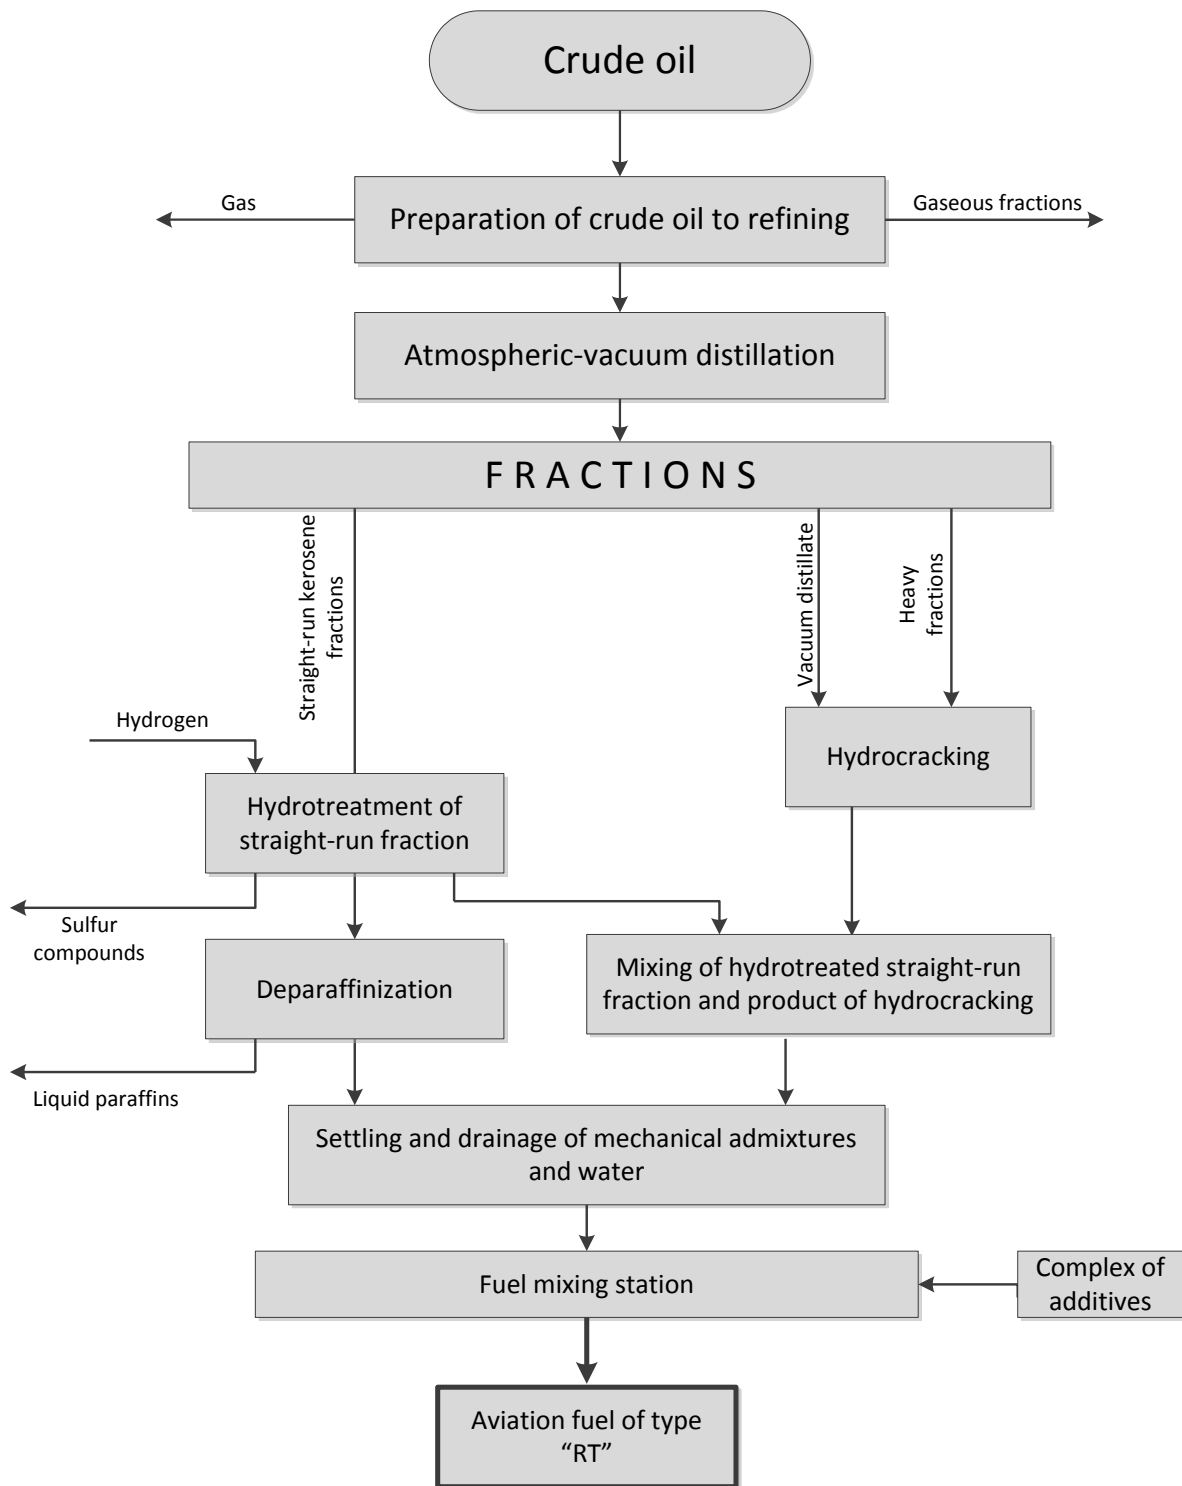 Crude oil
Gas
Preparation of crude oil to refining
Gaseous fractions
Atmospheric-vacuum distillation
F R A C T I O N S
Straight-run kerosene
fractions
Vacuum distillate
Heavy
fractions
Hydrogen
Hydrotreatment of
straight-run fraction
Hydrocracking
Sulfur
compounds
Deparaffinization
Mixing of hydrotreated straight-run
fraction and product of hydrocracking
Liquid paraffins
Settling and drainage of mechanical admixtures
and water
Fuel mixing station
Complex of
additives
Aviation fuel of type
“RT”